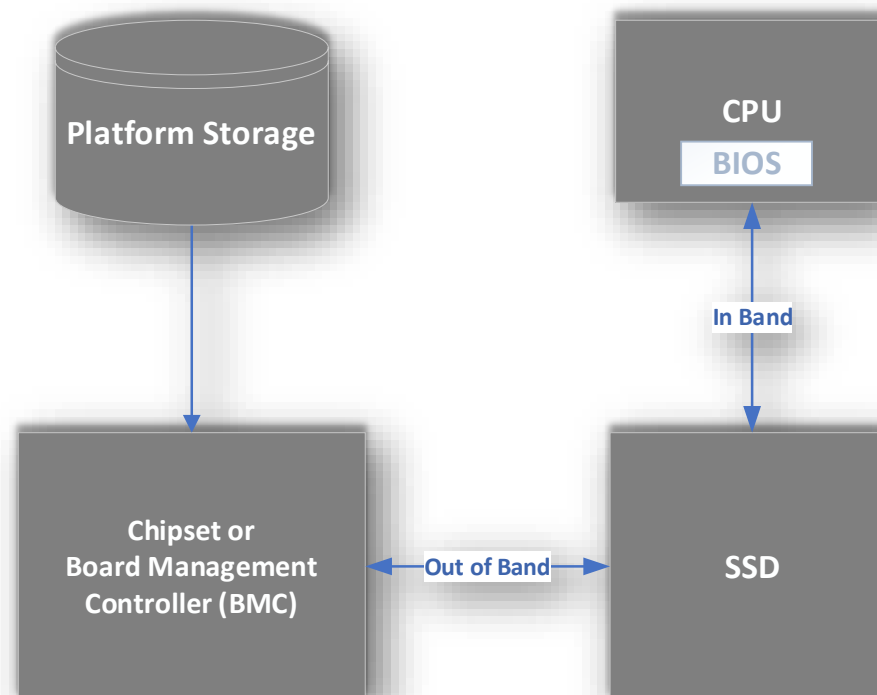 Platform Storage
CPU
BIOS
In Band
Chipset or
Board Management
Controller (BMC)
Out of Band
SSD